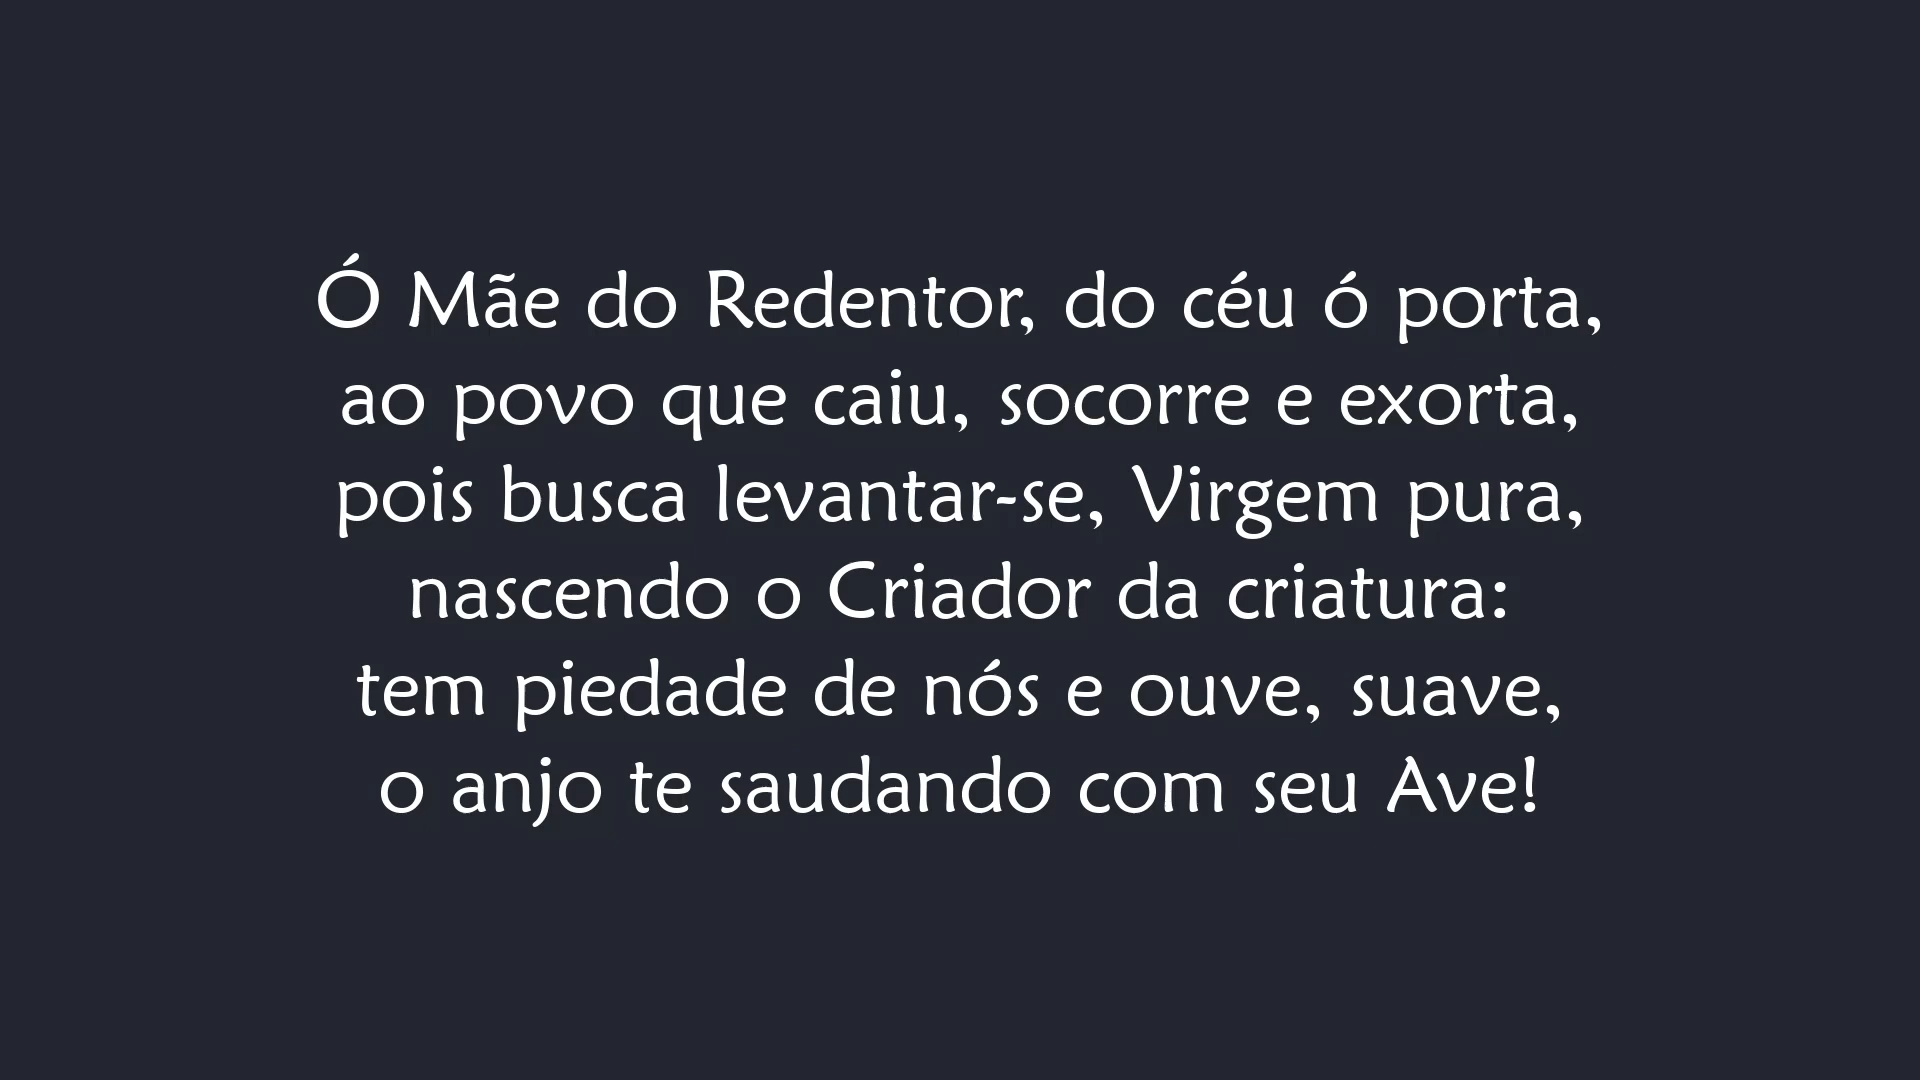 Ó Mãe do Redentor, do céu ó porta,
ao povo que caiu, socorre e exorta,
pois busca levantar-se, Virgem pura,
nascendo o Criador da criatura:
tem piedade de nós e ouve, suave,
o anjo te saudando com seu Ave!